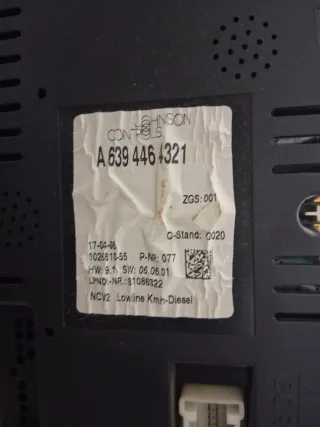 JOHNSON
CONTROLS
A 639 446 4321
ZGS: 001
Q-Stand: 0020
17-04-08
1026810-55 P-Nr.: 077
HW: 9.1 SW: 06.06.01
LFND.-NR.: 81086322
NCV2 Lowline Kmh-Diesel